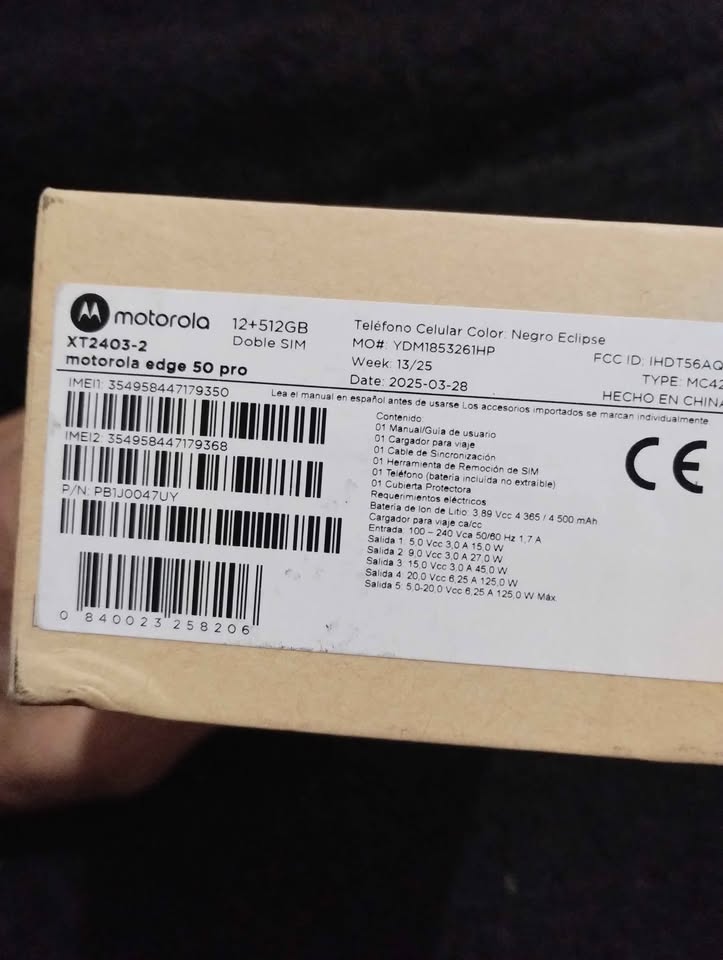 motorola
12+512GB
Doble SIM
XT2403-2
motorola edge 50 pro
Teléfono Celular Color: Negro Eclipse
MO#: YDM1853261HP
Week: 13/25
Date: 2025-03-28
FCC ID: IHDT56AQ
TYPE: MC42
HECHO EN CHINA
Lea el manual en español antes de usarse Los accesorios importados se marcan individualmente
IMEI1: 354958447179350
IMEI2: 354958447179368
P/N: PB1J0047UY
0 840023 258206
Contenido:
01 Manual/Guía de usuario
01 Cargador para viaje
01 Cable de Sincronización
01 Herramienta de Remoción de SIM
01 Teléfono (batería incluida no extraíble)
01 Cubierta Protectora
Requerimientos eléctricos
Batería de Ion de Litio: 3.89 Vcc 4 365 / 4 500 mAh
Cargador para viaje ca/cc
Entrada: 100 - 240 Vca 50/60 Hz 1,7 A
Salida 1: 5.0 Vcc 3,0 A 15,0 W
Salida 2: 9,0 Vcc 3,0 A 27,0 W
Salida 3: 15,0 Vcc 3,0 A 45,0 W
Salida 4: 20,0 Vcc 6,25 A 125,0 W
Salida 5: 5,0-20,0 Vcc 6,25 A 125,0 W Máx.
CE